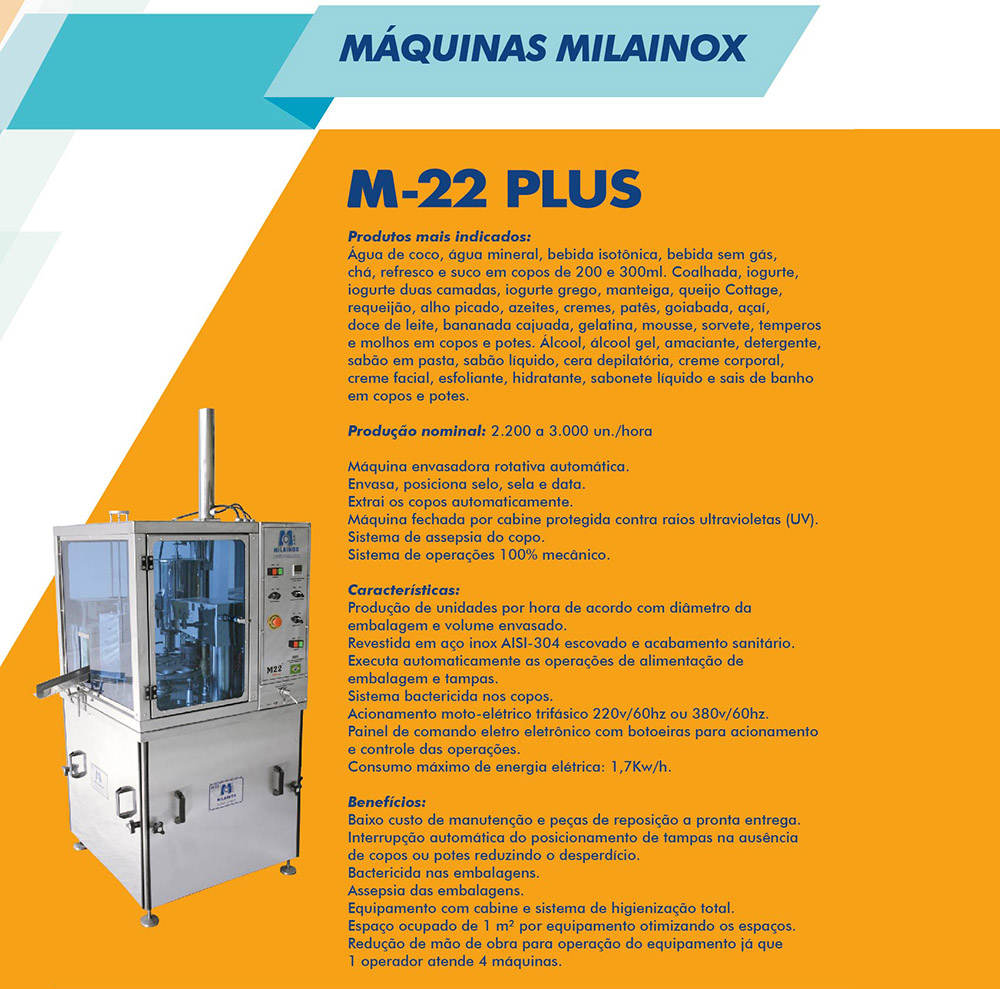 MÁQUINAS MILAINOX
M-22 PLUS
Produtos mais indicados:
Água de coco, água mineral, bebida isotônica, bebida sem gás,
chá, refresco e suco em copos de 200 e 300ml. Coalhada, iogurte,
iogurte duas camadas, iogurte grego, manteiga, queijo Cottage,
requeijão, alho picado, azeites, cremes, patês, goiabada, açaí,
doce de leite, bananada cajuada, gelatina, mousse, sorvete, temperos
e molhos em copos e potes. Álcool, álcool gel, amaciante, detergente,
sabão em pasta, sabão líquido, cera depilatória, creme corporal,
creme facial, esfoliante, hidratante, sabonete líquido e sais de banho
em copos e potes.
Produção nominal: 2.200 a 3.000 un./hora
Máquina envasadora rotativa automática.
Envasa, posiciona selo, sela e data.
Extrai os copos automaticamente.
Máquina fechada por cabine protegida contra raios ultravioletas (UV).
Sistema de assepsia do copo.
Sistema de operações 100% mecânico.
Características:
Produção de unidades por hora de acordo com diâmetro da
embalagem e volume envasado.
Revestida em aço inox AISI-304 escovado e acabamento sanitário.
Executa automaticamente as operações de alimentação de
embalagem e tampas.
Sistema bactericida nos copos.
Acionamento moto-elétrico trifásico 220v/60hz ou 380v/60hz.
Painel de comando eletro eletrônico com botoeiras para acionamento
e controle das operações.
Consumo máximo de energia elétrica: 1,7Kw/h.
Benefícios:
Baixo custo de manutenção e peças de reposição a pronta entrega.
Interrupção automática do posicionamento de tampas na ausência
de copos ou potes reduzindo o desperdício.
Bactericida nas embalagens.
Assepsia das embalagens.
Equipamento com cabine e sistema de higienização total.
Espaço ocupado de 1 m² por equipamento otimizando os espaços.
Redução de mão de obra para operação do equipamento já que
1 operador atende 4 máquinas.
M
MILAINOX
M22
M
MILAINOX